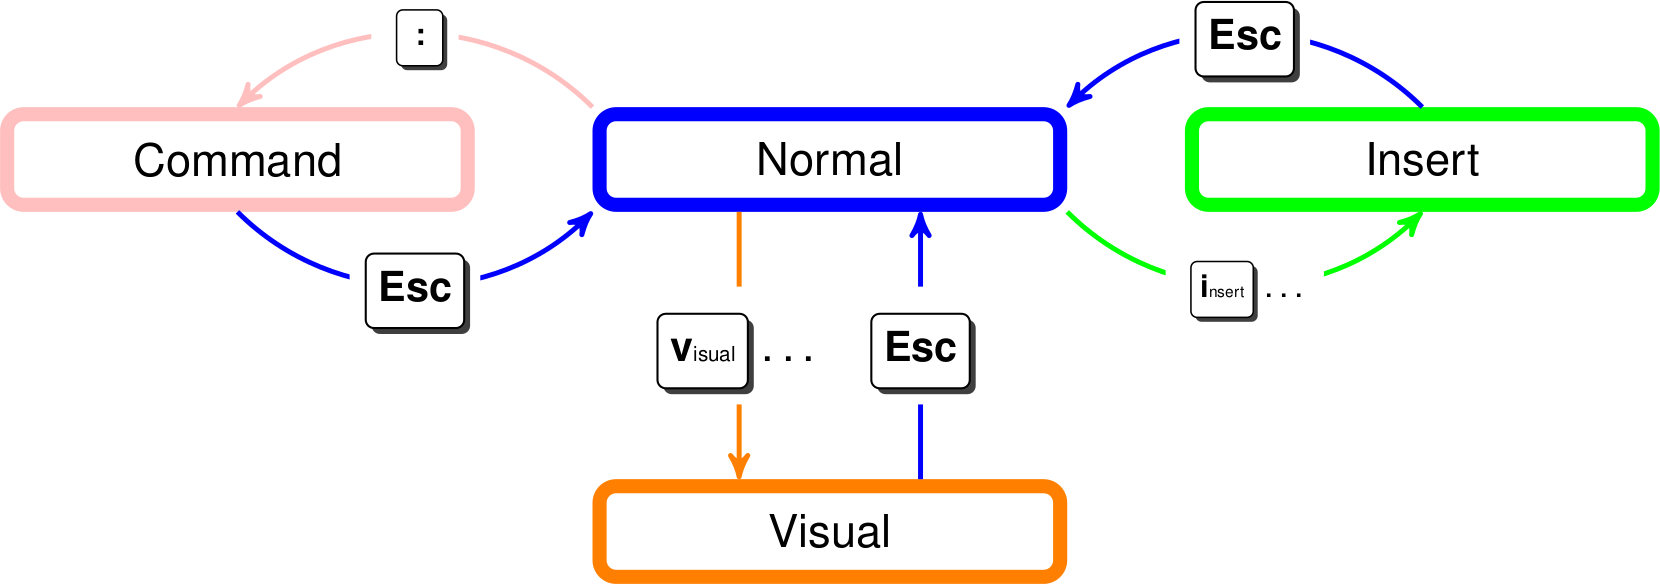 :
Esc
Command
Normal
Insert
Esc
insert ...
visual ...
Esc
Visual